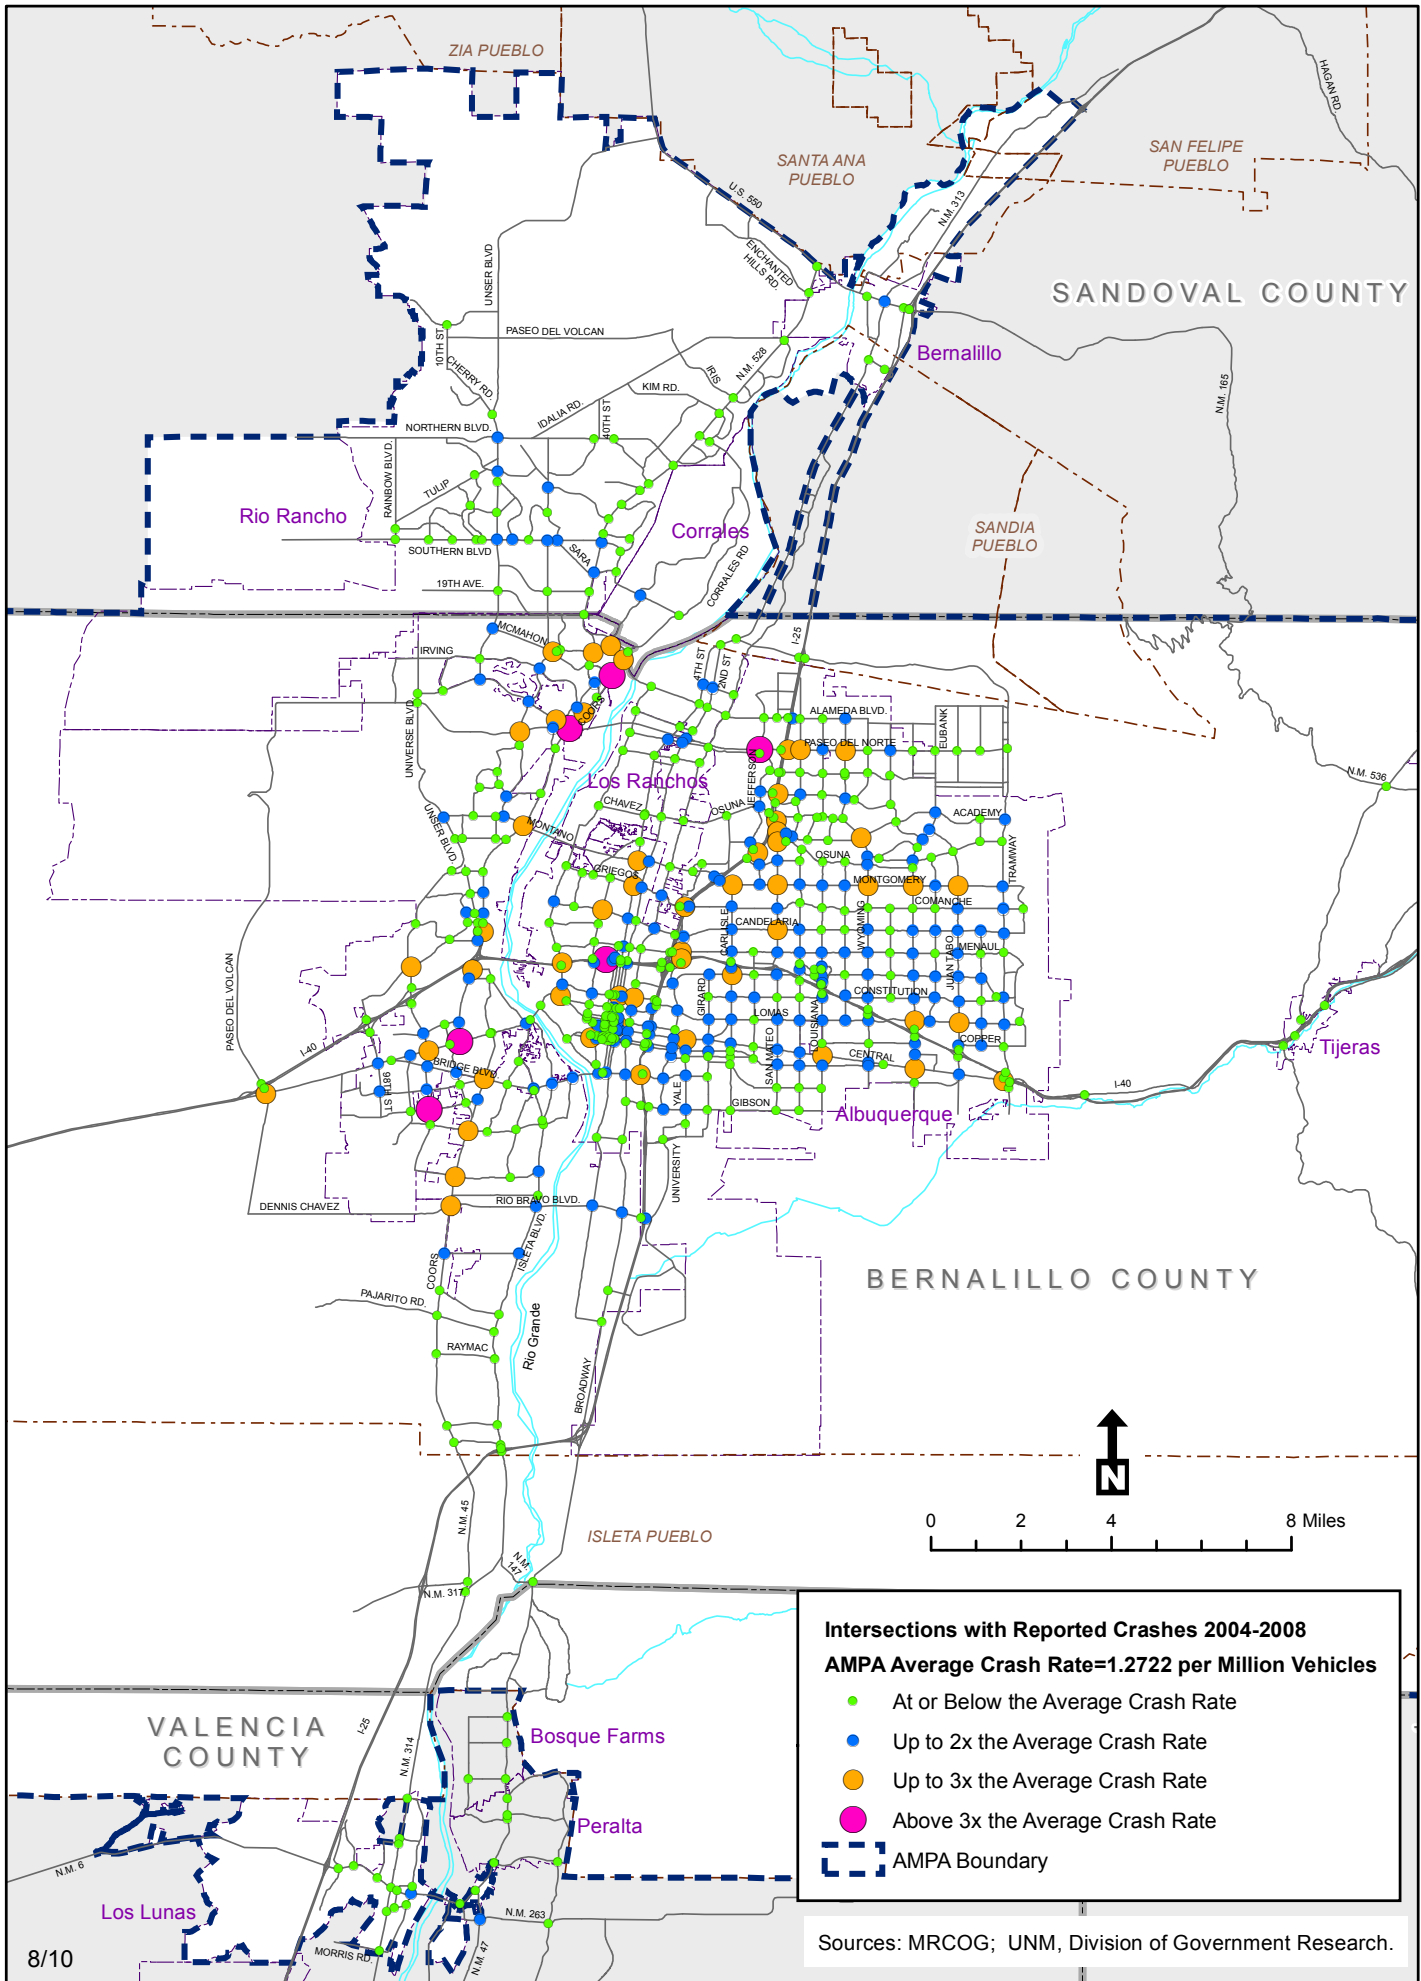 ZIA PUEBLO
HAGAN RD.
SANTA ANA
PUEBLO
SAN FELIPE
PUEBLO
U.S. 550
N.M. 313
ENCHANTED
HILLS RD.
UNSER BLVD
SANDOVAL COUNTY
PASEO DEL VOLCAN
10TH ST
Bernalillo
CHERRY RD.
IRIS
N.M. 528
KIM RD.
N.M. 165
IDALIA RD.
40TH ST
NORTHERN BLVD.
RAINBOW BLVD.
TULIP
Rio Rancho
Corrales
SANDIA
PUEBLO
SOUTHERN BLVD
SARA
CORRALES RD
19TH AVE.
MCMAHON
I-25
IRVING
4TH ST
2ND ST
UNIVERSE BLVD
COORS
ALAMEDA BLVD.
EUBANK
PASEO DEL NORTE
JEFFERSON
Los Ranchos
N.M. 536
CHAVEZ
OSUNA
ACADEMY
UNSER BLVD.
MONTANO
OSUNA
TRAMWAY
GRIEGOS
MONTGOMERY
COMANCHE
CARLISLE
CANDELARIA
WYOMING
JUAN TABO
MENAUL
PASEO DEL VOLCAN
GIRARD
CONSTITUTION
LOMAS
LOUISIANA
SAN MATEO
COPPER
I-40
CENTRAL
Tijeras
BRIDGE BLVD.
98TH ST
YALE
I-40
GIBSON
Albuquerque
UNIVERSITY
DENNIS CHAVEZ
RIO BRAVO BLVD.
ISLETA BLVD.
COORS
BERNALILLO COUNTY
PAJARITO RD.
Rio Grande
RAYMAC
BROADWAY
N
N.M. 45
0 2 4 8 Miles
ISLETA PUEBLO
N.M.
147
N.M. 317
Intersections with Reported Crashes 2004-2008
AMPA Average Crash Rate=1.2722 per Million Vehicles
At or Below the Average Crash Rate
Up to 2x the Average Crash Rate
Up to 3x the Average Crash Rate
Above 3x the Average Crash Rate
AMPA Boundary
VALENCIA
COUNTY
I-25
N.M. 314
Bosque Farms
Peralta
N.M. 6
Los Lunas
N.M. 263
MORRIS RD.
N.M. 47
8/10
Sources: MRCOG; UNM, Division of Government Research.